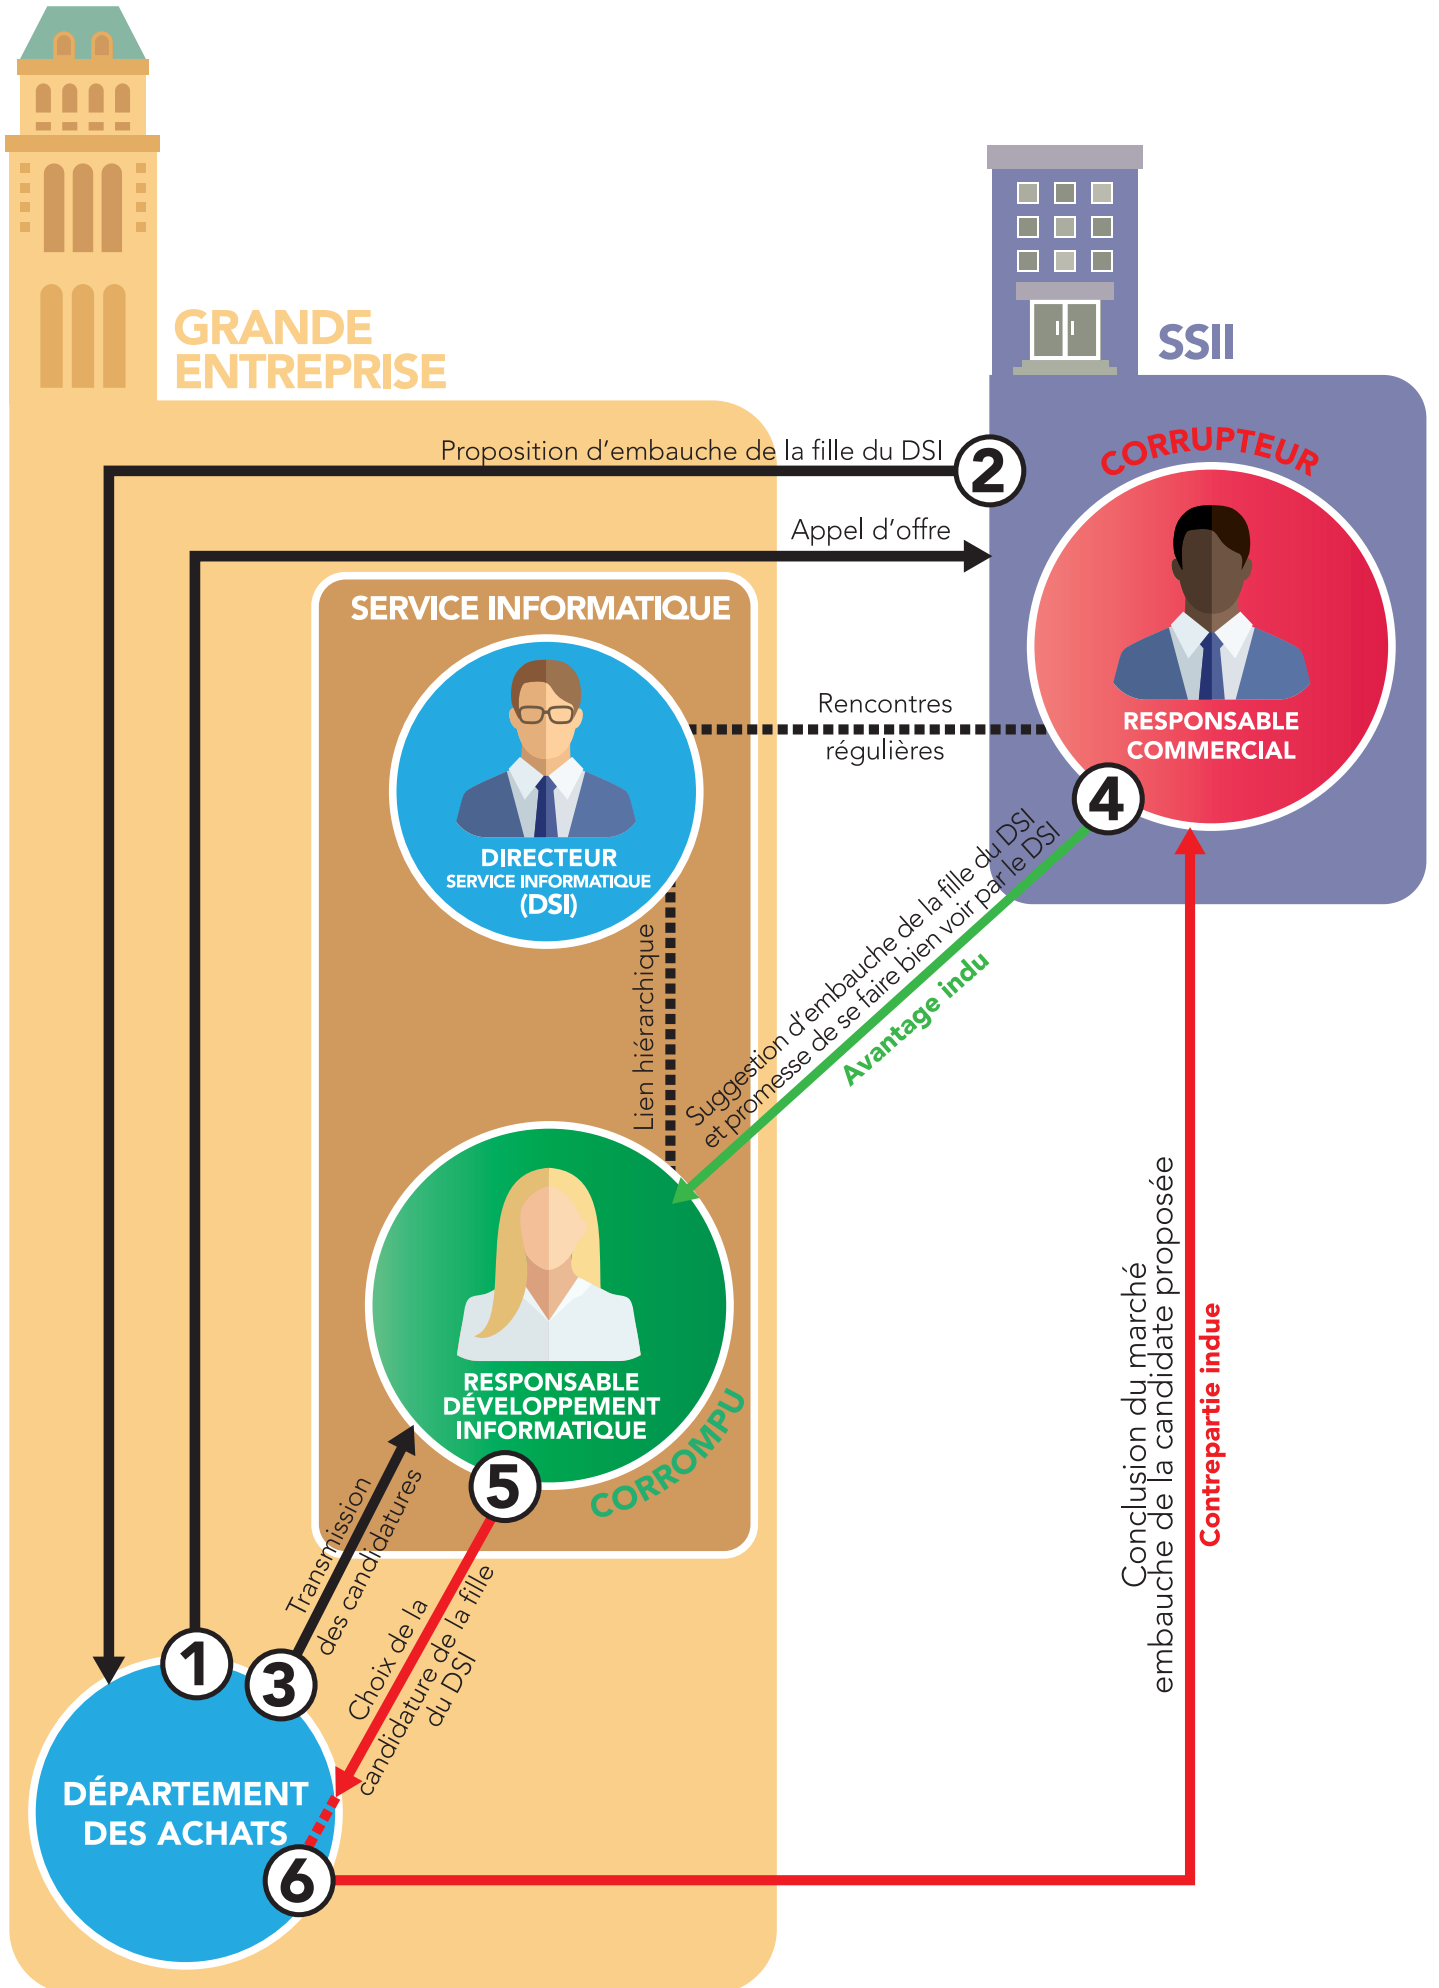 GRANDE
ENTREPRISE
SSII
Proposition d'embauche de la fille du DSI
2
CORRUPTEUR
Appel d'offre
SERVICE INFORMATIQUE
Rencontres
régulières
RESPONSABLE
COMMERCIAL
4
DIRECTEUR
SERVICE INFORMATIQUE
(DSI)
Lien hiérarchique
Suggestion d'embauche de la fille du DSI
et promesse de se faire bien voir par le DSI
Avantage indu
RESPONSABLE
DÉVELOPPEMENT
INFORMATIQUE
CORROMPU
5
Transmission
des candidatures
Choix de la
candidature de la fille
du DSI
Conclusion du marché
embauche de la candidate proposée
Contrepartie indue
1
3
DÉPARTEMENT
DES ACHATS
6